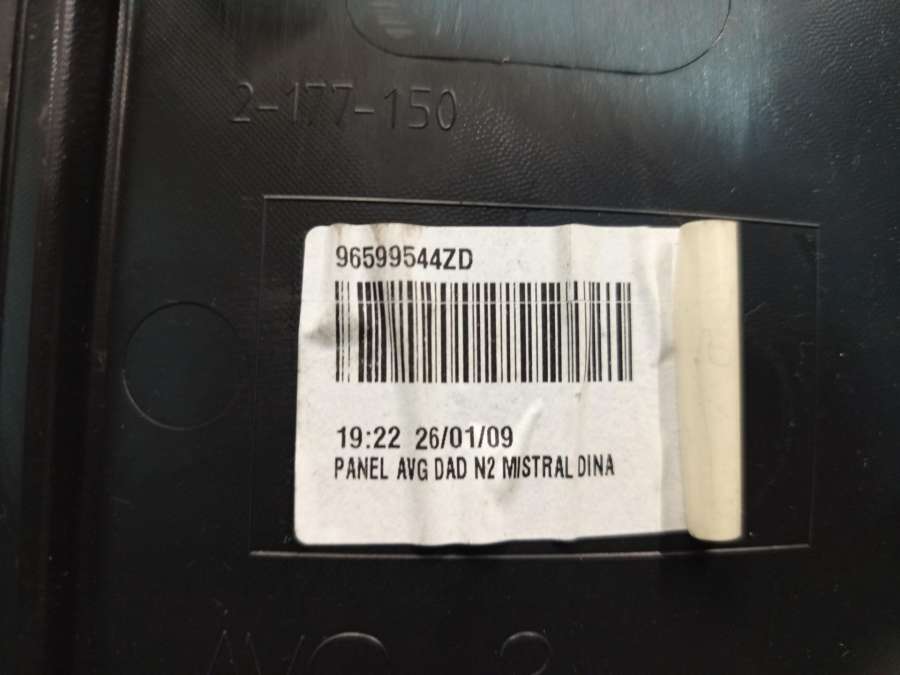 2-177-150
96599544ZD
19:22 26/01/09
PANEL AVG DAD N2 MISTRAL DINA